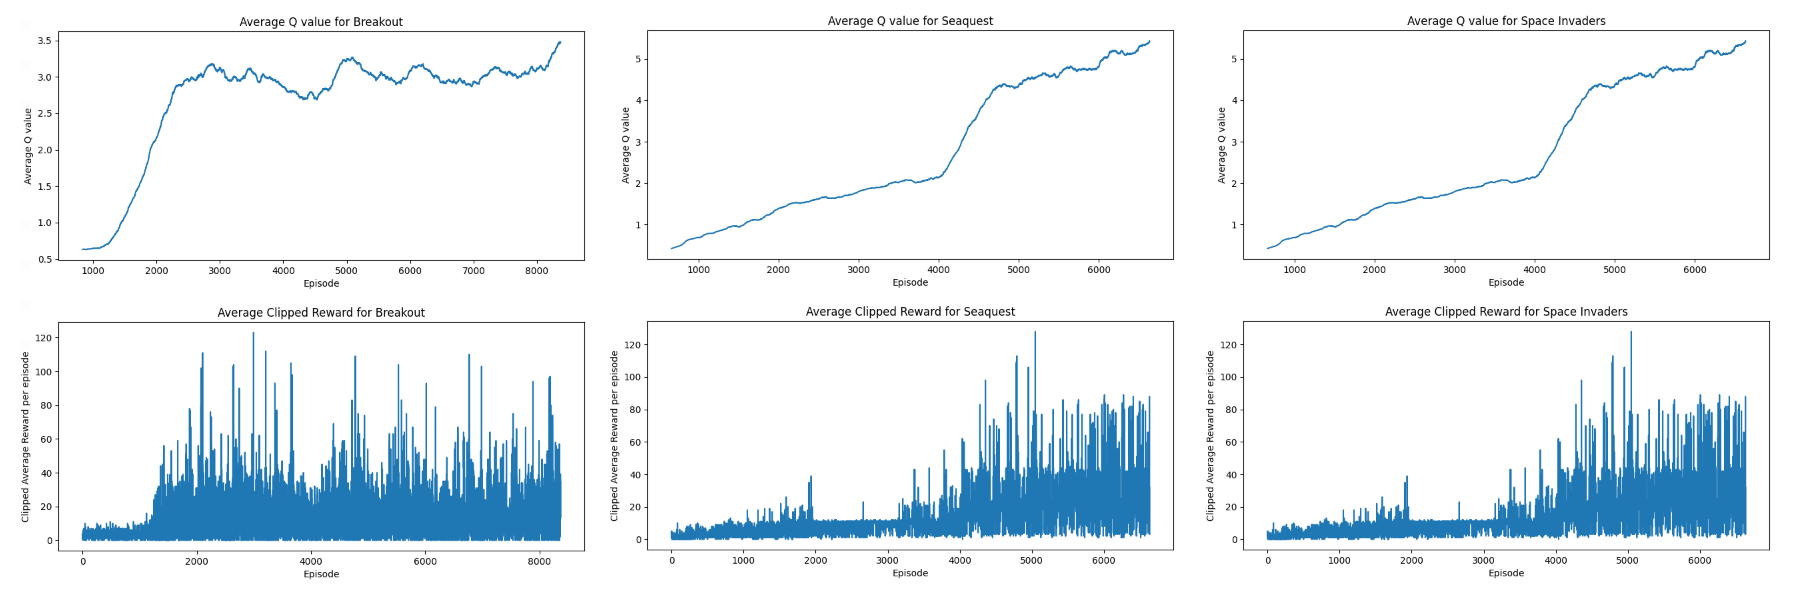 Average Q value for Breakout
Average Q value
3.5
3.0
2.5
2.0
1.5
1.0
0.5
1000 2000 3000 4000 5000 6000 7000 8000
Episode
Average Q value for Seaquest
Average Q value
5
4
3
2
1
1000 2000 3000 4000 5000 6000
Episode
Average Q value for Space Invaders
Average Q value
5
4
3
2
1
1000 2000 3000 4000 5000 6000
Episode
Average Clipped Reward for Breakout
Clipped Average Reward per episode
120
100
80
60
40
20
0
0 2000 4000 6000 8000
Episode
Average Clipped Reward for Seaquest
Clipped Average Reward per episode
120
100
80
60
40
20
0
0 1000 2000 3000 4000 5000 6000
Episode
Average Clipped Reward for Space Invaders
Clipped Average Reward per episode
120
100
80
60
40
20
0
0 1000 2000 3000 4000 5000 6000
Episode